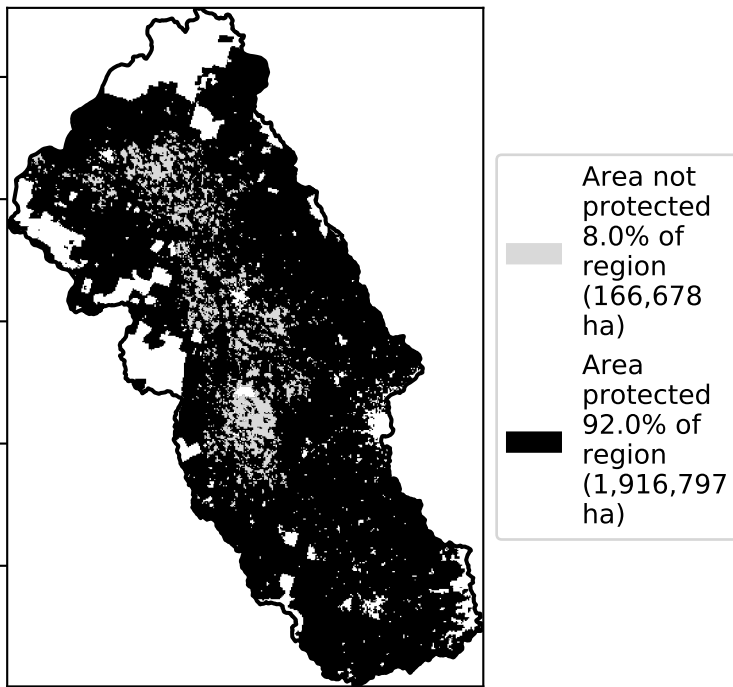 Area not
protected
8.0% of
region
(166,678
ha)
Area
protected
92.0% of
region
(1,916,797
ha)